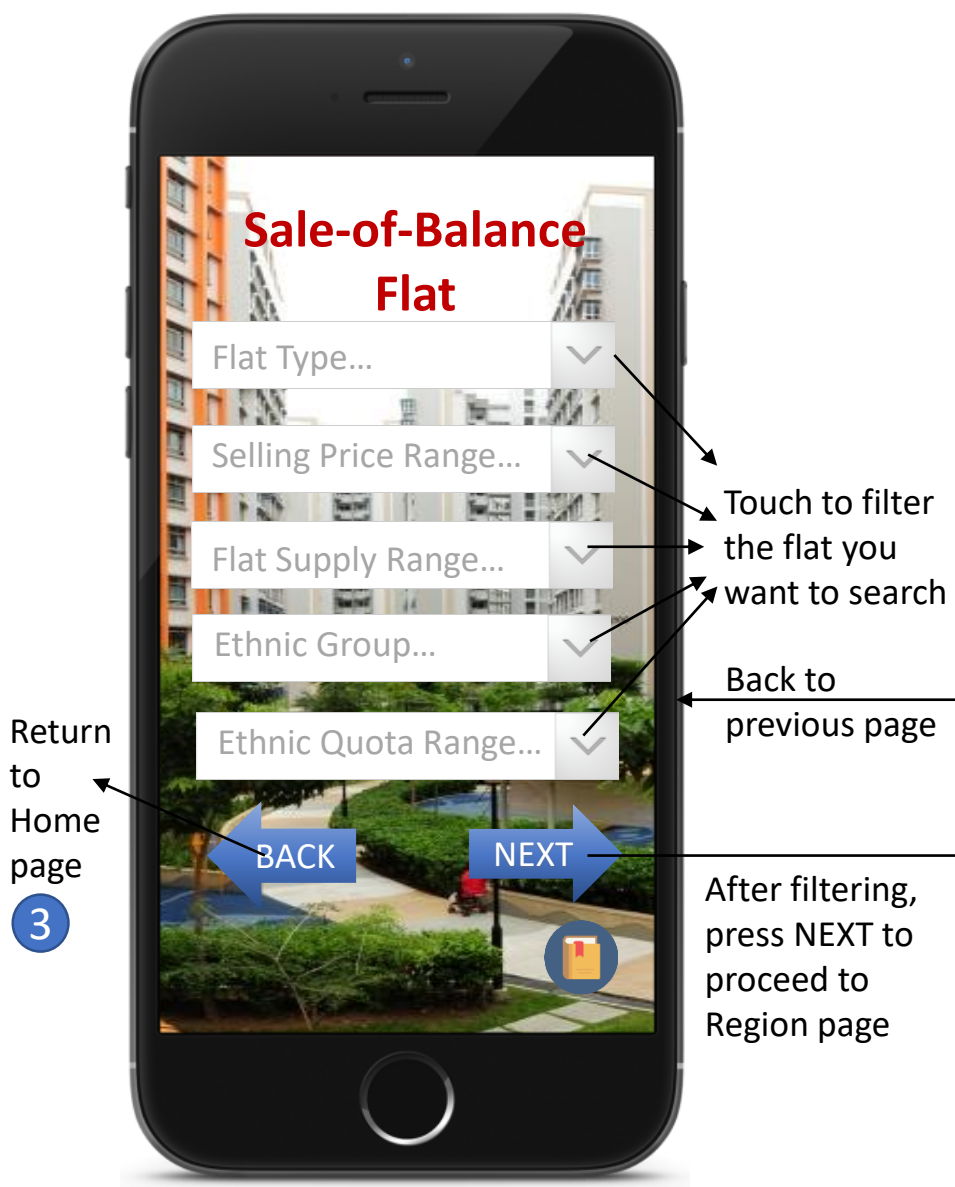 Sale-of-Balance
Flat
Flat Type...
Selling Price Range...
Flat Supply Range...
Ethnic Group...
Ethnic Quota Range...
BACK
NEXT
Touch to filter
the flat you
want to search
Back to
previous page
Return
to
Home
page
3
After filtering,
press NEXT to
proceed to
Region page